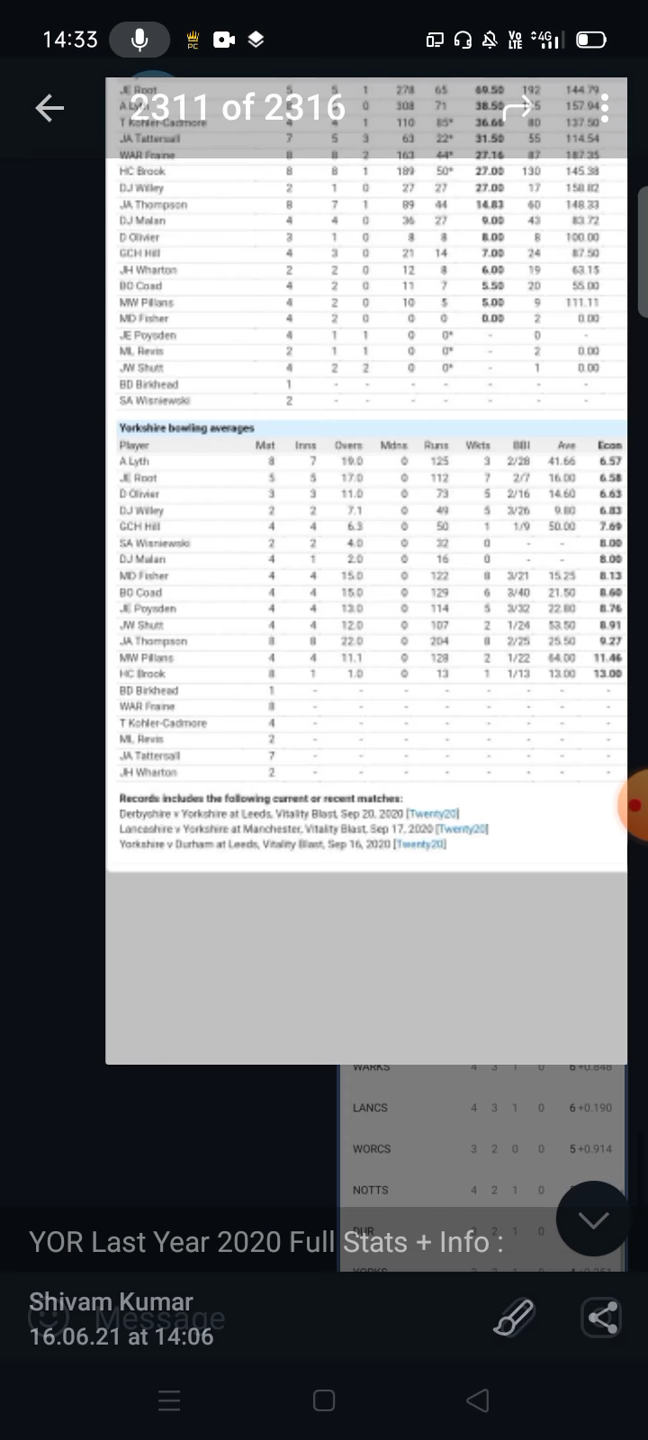 14:33
PC
Vo LTE
4G
2311 of 2316
JE Root 5 5 1 278 65 69.50 192 144.79
A Lyth 0 308 71 38.50 157.94
T Kohler-Cadmore 4 4 1 110 85* 36.66 80 137.50
JA Tattersall 7 5 3 63 22* 31.50 55 114.54
WAR Fraine 8 8 2 163 44* 27.16 87 187.35
HC Brook 8 8 1 189 50* 27.00 130 145.38
DJ Willey 2 1 0 27 27 27.00 17 158.82
JA Thompson 8 7 1 89 44 14.83 60 148.33
DJ Malan 4 4 0 36 27 9.00 43 83.72
D Olivier 3 1 0 8 8 8.00 8 100.00
GCH Hill 4 3 0 21 14 7.00 24 87.50
JH Wharton 2 2 0 12 8 6.00 19 63.15
BO Coad 4 2 0 11 7 5.50 20 55.00
MW Pillans 4 2 0 10 5 5.00 9 111.11
MD Fisher 4 2 0 0 0 0.00 2 0.00
JE Poysden 4 1 1 0 0* - 0 -
ML Revis 2 1 1 0 0* - 2 0.00
JW Shutt 4 2 2 0 0* - 1 0.00
BD Birkhead 1 - - - - - - -
SA Wisniewski 2 - - - - - - -
Yorkshire bowling averages
Player Mat Inns Overs Mdns Runs Wkts BBI Ave Econ
A Lyth 8 7 19.0 0 125 3 2/28 41.66 6.57
JE Root 5 5 17.0 0 112 7 2/7 16.00 6.58
D Olivier 3 3 11.0 0 73 5 2/16 14.60 6.63
DJ Willey 2 2 7.1 0 49 5 3/26 9.80 6.83
GCH Hill 4 4 6.3 0 50 1 1/9 50.00 7.69
SA Wisniewski 2 2 4.0 0 32 0 - - 8.00
DJ Malan 4 1 2.0 0 16 0 - - 8.00
MD Fisher 4 4 15.0 0 122 8 3/21 15.25 8.13
BO Coad 4 4 15.0 0 129 6 3/40 21.50 8.60
JE Poysden 4 4 13.0 0 114 5 3/32 22.80 8.76
JW Shutt 4 4 12.0 0 107 2 1/24 53.50 8.91
JA Thompson 8 8 22.0 0 204 8 2/25 25.50 9.27
MW Pillans 4 4 11.1 0 128 2 1/22 64.00 11.46
HC Brook 8 1 1.0 0 13 1 1/13 13.00 13.00
BD Birkhead 1 - - - - - - - -
WAR Fraine 8 - - - - - - - -
T Kohler-Cadmore 4 - - - - - - - -
ML Revis 2 - - - - - - - -
JA Tattersall 7 - - - - - - - -
JH Wharton 2 - - - - - - - -
Records includes the following current or recent matches:
Derbyshire v Yorkshire at Leeds, Vitality Blast, Sep 20, 2020 [Twenty20]
Lancashire v Yorkshire at Manchester, Vitality Blast, Sep 17, 2020 [Twenty20]
Yorkshire v Durham at Leeds, Vitality Blast, Sep 16, 2020 [Twenty20]
WARKS 4 3 1 0 6 +0.848
LANCS 4 3 1 0 6 +0.190
WORCS 3 2 0 0 5 +0.914
NOTTS 4 2 1 0
DUR 2 1 0
YOR Last Year 2020 Full Stats + Info :
Shivam Kumar
Message
16.06.21 at 14:06